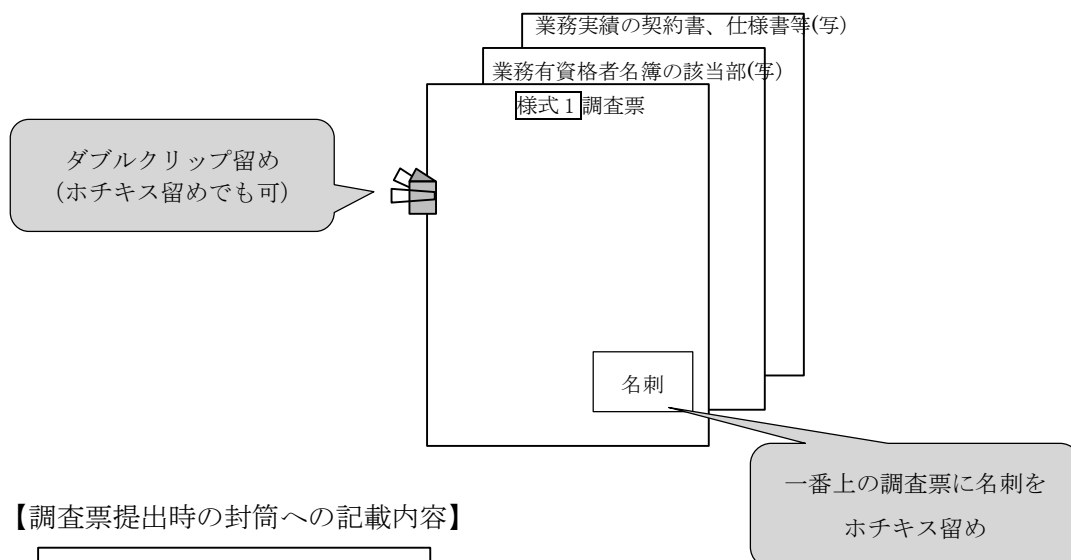 業務実績の契約書、仕様書等(写)
業務有資格者名簿の該当部(写)
様式１調査票
ダブルクリップ留め
(ホチキス留めでも可)
名刺
一番上の調査票に名刺を
ホチキス留め
【調査票提出時の封筒への記載内容】